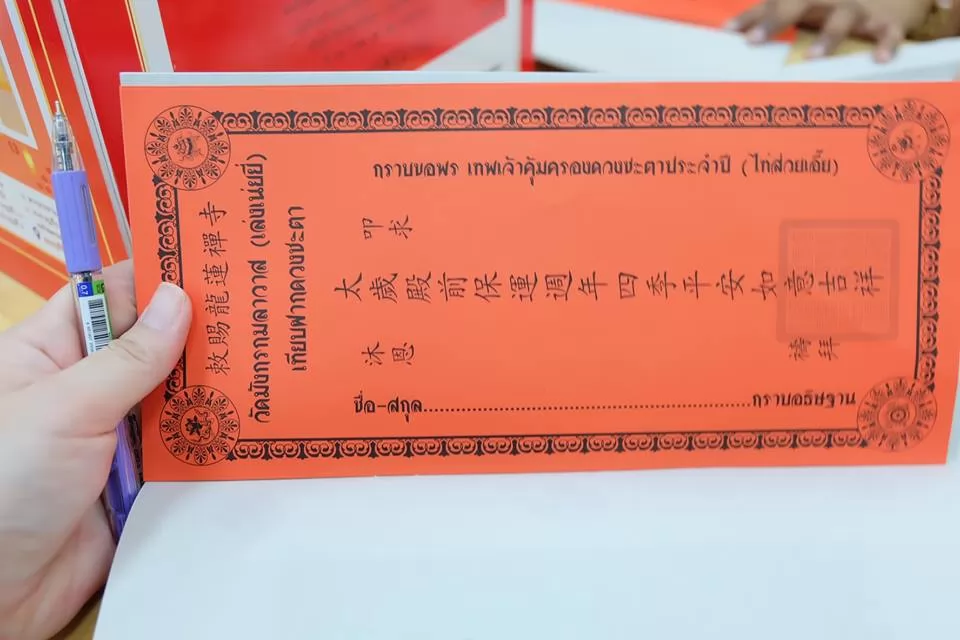 敕賜龍蓮禪寺
วัดมังกรกมลาวาส (เล่งเน่ยยี่)
เทียบฝากดวงชะตา
กราบขอพร เทพเจ้าคุ้มครองดวงชะตาประจำปี (ไท่ส่วยเอี๊ย)
叩求
太歲殿前保運週年四季平安如意吉祥
沐恩 禱拜
ชื่อ-สกุล............................................................กราบอธิษฐาน
0.7